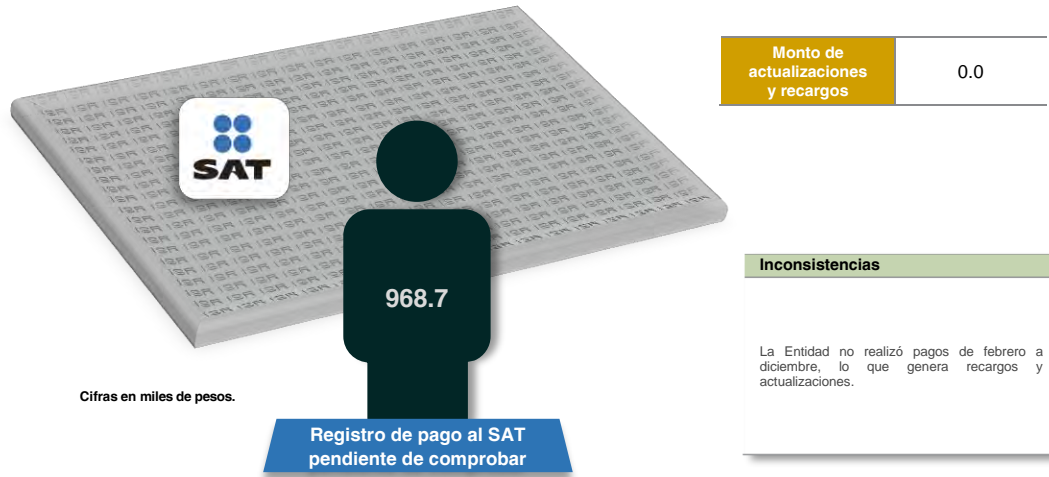 Monto de
actualizaciones
y recargos
0.0
SAT
968.7
Inconsistencias
La Entidad no realizó pagos de febrero a
diciembre, lo que genera recargos y
actualizaciones.
Cifras en miles de pesos.
Registro de pago al SAT
pendiente de comprobar